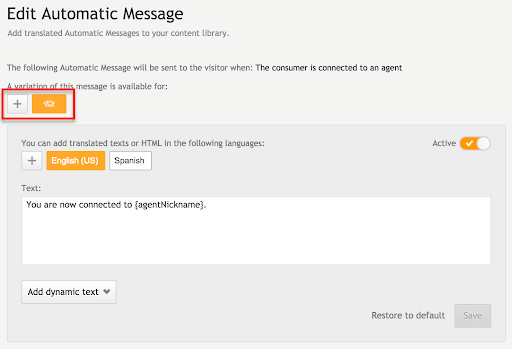 Edit Automatic Message
Add translated Automatic Messages to your content library.
The following Automatic Message will be sent to the visitor when: The consumer is connected to an agent
A variation of this message is available for:
You can add translated texts or HTML in the following languages:
Active
+ English (US) Spanish
Text:
You are now connected to {agentNickname}.
Add dynamic text
Restore to default Save